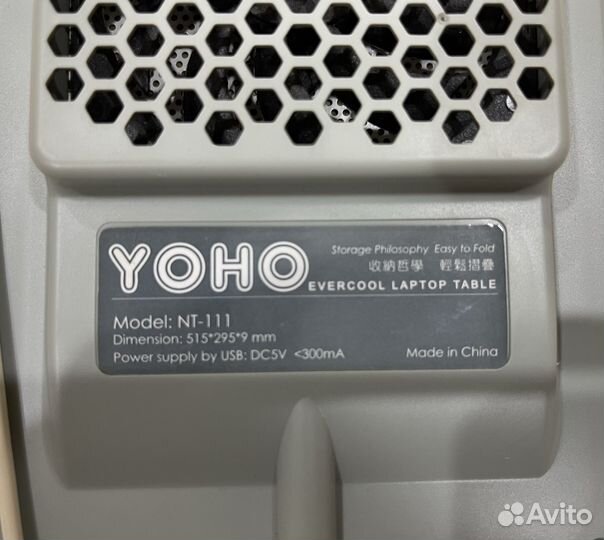 YOHO
Storage Philosophy Easy to Fold
收納哲學 輕鬆摺疊
EVERCOOL LAPTOP TABLE
Model: NT-111
Dimension: 515*295*9 mm
Power supply by USB: DC5V <300mA
Made in China
Avito